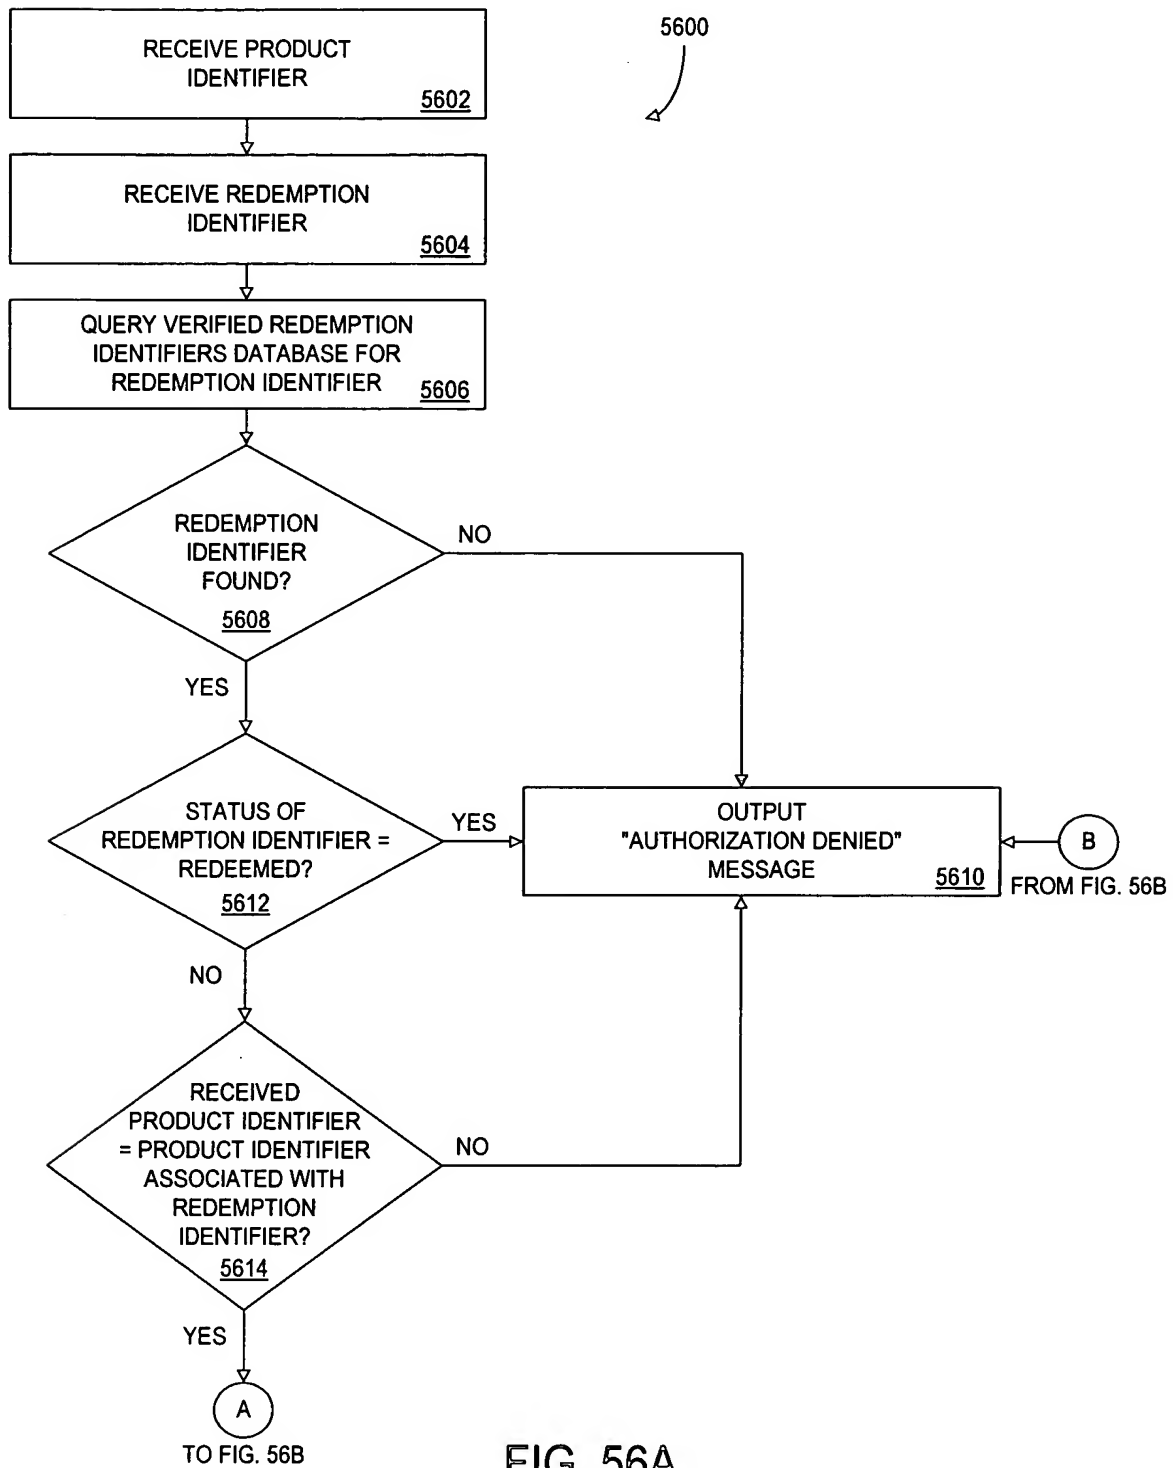 5600
RECEIVE PRODUCT
IDENTIFIER
5602
RECEIVE REDEMPTION
IDENTIFIER
5604
QUERY VERIFIED REDEMPTION
IDENTIFIERS DATABASE FOR
REDEMPTION IDENTIFIER
5606
REDEMPTION
IDENTIFIER
FOUND?
5608
NO
YES
STATUS OF
REDEMPTION IDENTIFIER =
REDEEMED?
5612
YES
OUTPUT
"AUTHORIZATION DENIED"
MESSAGE
5610
B
FROM FIG. 56B
NO
RECEIVED
PRODUCT IDENTIFIER
= PRODUCT IDENTIFIER
ASSOCIATED WITH
REDEMPTION
IDENTIFIER?
5614
NO
YES
A
TO FIG. 56B
FIG. 56A